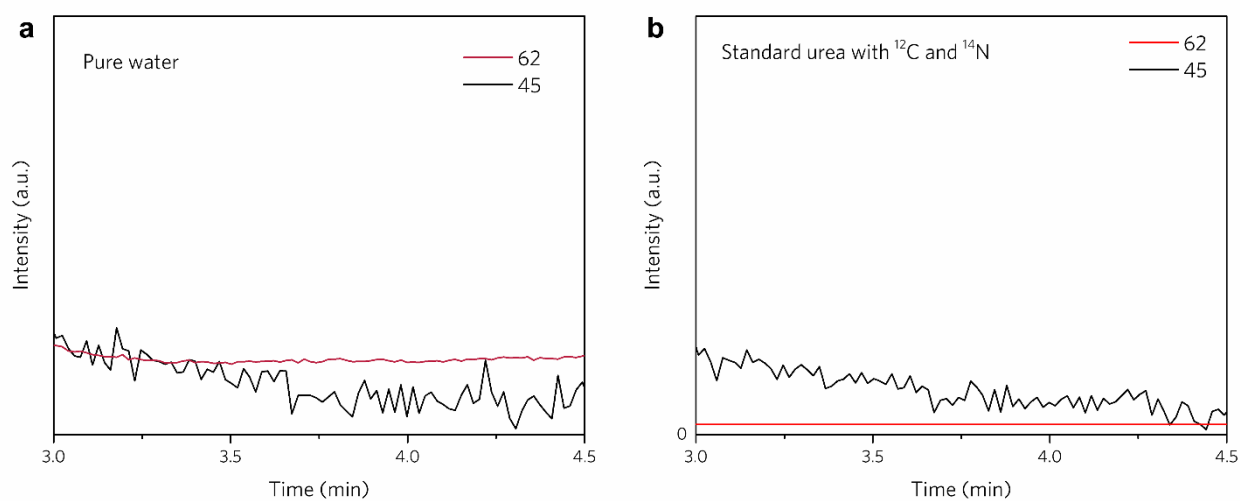 a
Pure water
62
45
Intensity (a.u.)
3.0 3.5 4.0 4.5
Time (min)
b
Standard urea with ¹²C and ¹⁴N
62
45
Intensity (a.u.)
0
3.0 3.5 4.0 4.5
Time (min)